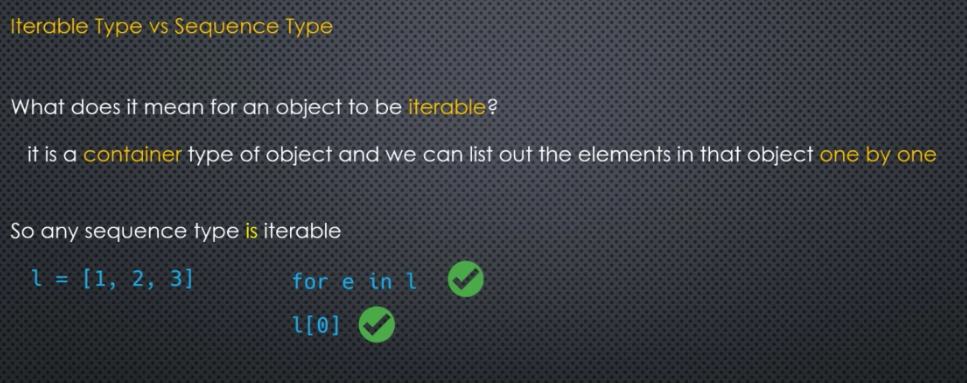 Iterable Type vs Sequence Type
What does it mean for an object to be iterable?
it is a container type of object and we can list out the elements in that object one by one
So any sequence type is iterable
l = [1, 2, 3]
for e in l
l[0]